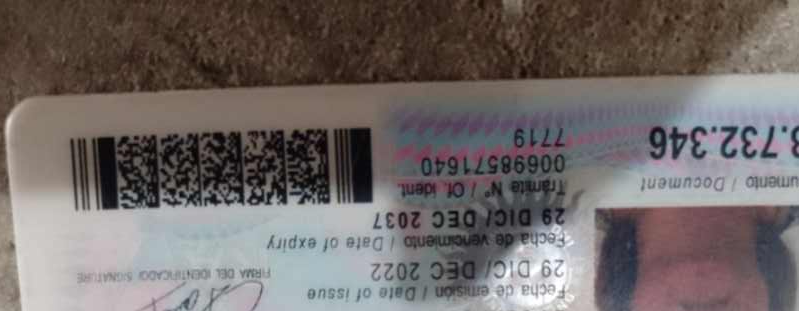 Fecha de emisión / Date of issue
29 DIC/ DEC 2022
FIRMA DEL IDENTIFICADO/ SIGNATURE
Fecha de vencimiento / Date of expiry
29 DIC/ DEC 2037
umento / Document
.732.346
Trámite N° / Of. ident.
00698571640
7719